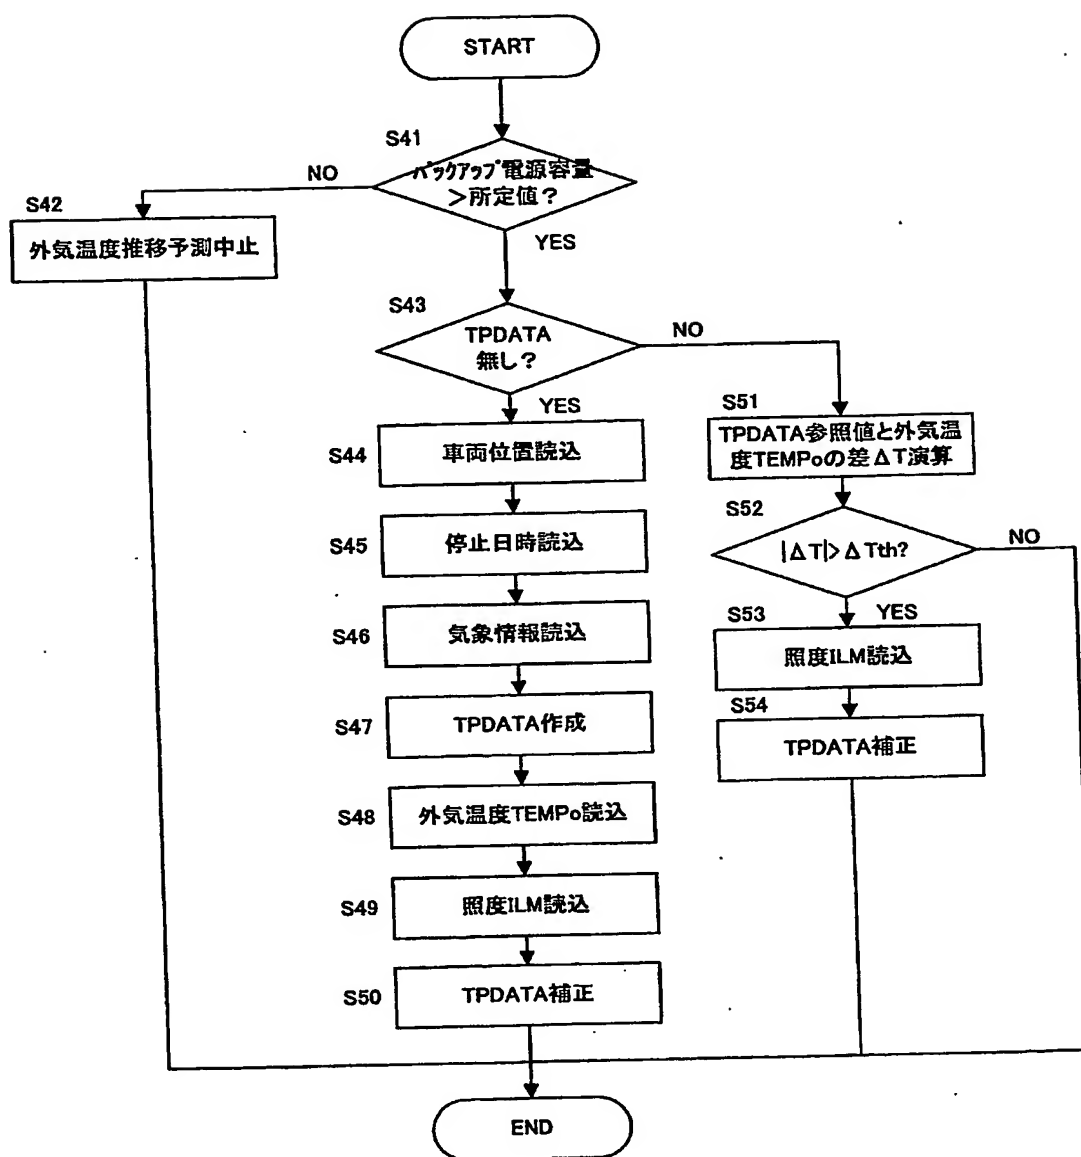 START
S41
バックアップ電源容量
>所定値?
NO
YES
S42
外気温度推移予測中止
S43
TPDATA
無し?
NO
YES
S44
車両位置読込
S45
停止日時読込
S46
気象情報読込
S47
TPDATA作成
S48
外気温度TEMPo読込
S49
照度ILM読込
S50
TPDATA補正
S51
TPDATA参照値と外気温
度TEMPoの差ΔT演算
S52
|ΔT|>ΔTth?
NO
YES
S53
照度ILM読込
S54
TPDATA補正
END